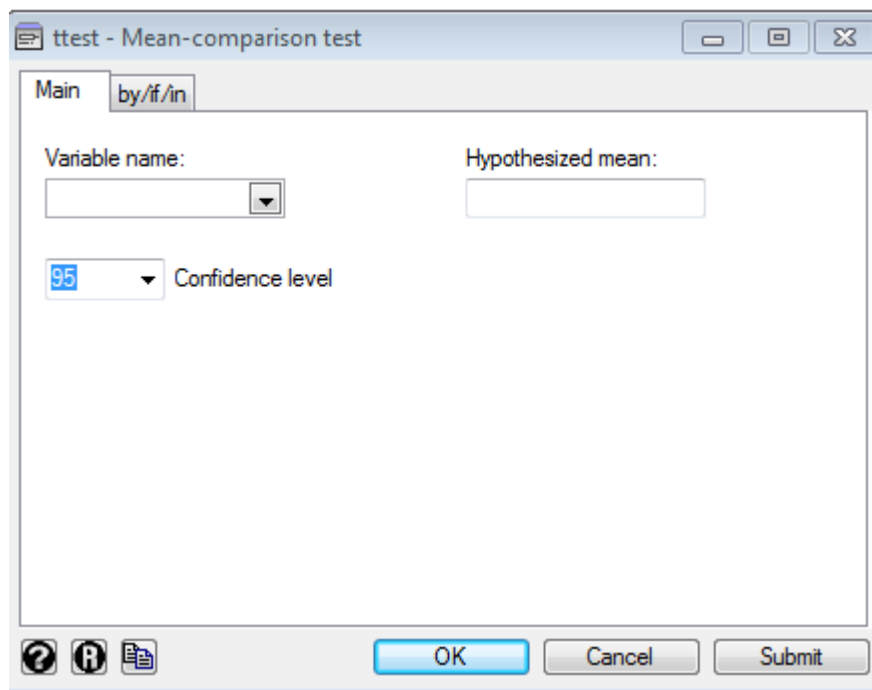 ttest - Mean-comparison test
Main by/if/in
Variable name: Hypothesized mean:
95 Confidence level
OK Cancel Submit